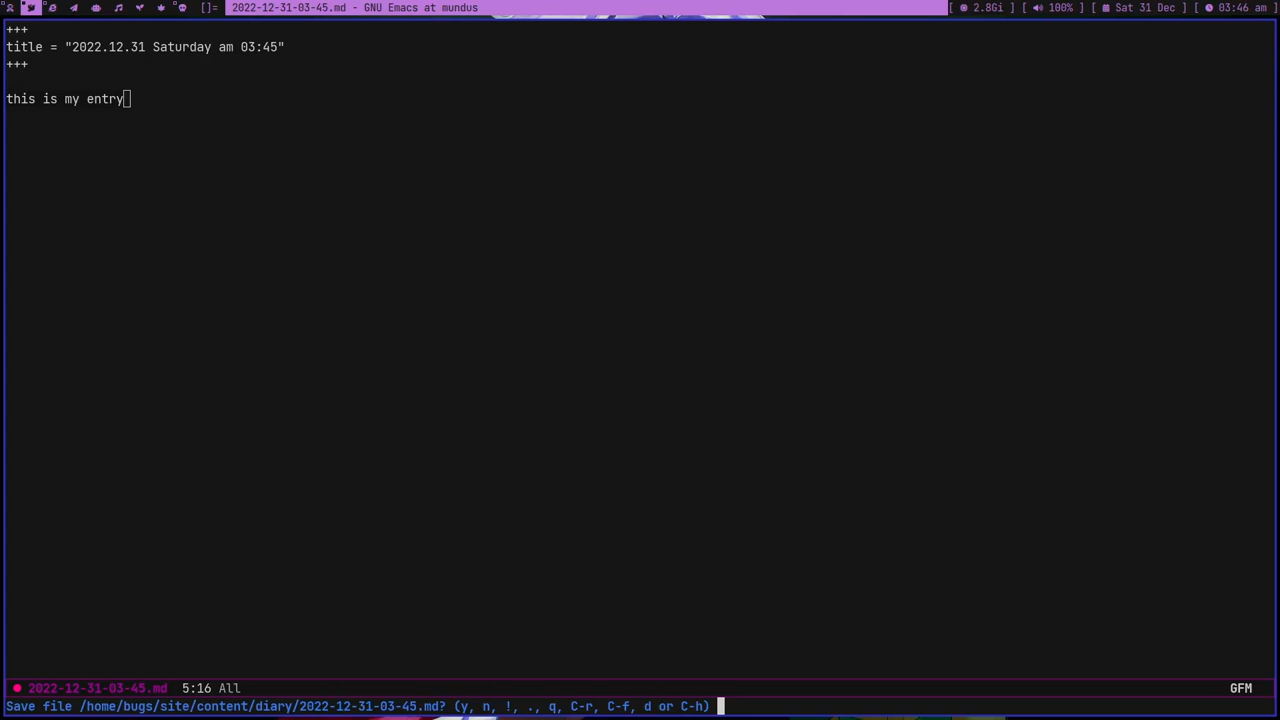 []= 2022-12-31-03-45.md - GNU Emacs at mundus [ 2.8Gi ] [ 100% ] [ Sat 31 Dec ] [ 03:46 am ]
+++
title = "2022.12.31 Saturday am 03:45"
+++
this is my entry
2022-12-31-03-45.md 5:16 All GFM
Save file /home/bugs/site/content/diary/2022-12-31-03-45.md? (y, n, !, ., q, C-r, C-f, d or C-h)